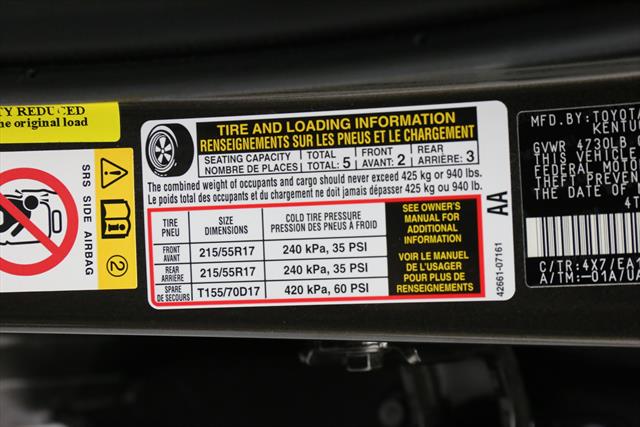 TY REDUCED
he original load
SRS SIDE AIRBAG
2
TIRE AND LOADING INFORMATION
RENSEIGNEMENTS SUR LES PNEUS ET LE CHARGEMENT
SEATING CAPACITY TOTAL: 5 FRONT 2 REAR 3
NOMBRE DE PLACES TOTAL: AVANT: ARRIÈRE:
The combined weight of occupants and cargo should never exceed 425 kg or 940 lbs.
Le poids total des occupants et du chargement ne doit jamais dépasser 425 kg ou 940 lb.
TIRE PNEU SIZE DIMENSIONS COLD TIRE PRESSURE PRESSION DES PNEUS À FROID
FRONT AVANT 215/55R17 240 kPa, 35 PSI
REAR ARRIÈRE 215/55R17 240 kPa, 35 PSI
SPARE DE SECOURS T155/70D17 420 kPa, 60 PSI
SEE OWNER'S
MANUAL FOR
ADDITIONAL
INFORMATION
VOIR LE MANUEL
DE L'USAGER
POUR PLUS DE
RENSEIGNEMENTS
AA
42661-07161
MFD.BY:TOYOTA
KENTU
GVWR 4730LB
THIS VEHICLE
FEDERAL MOTO
THEFT PREVEN
THE DATE OF
4T
C/TR:4X7/EA1
A/TM:-01A/0A